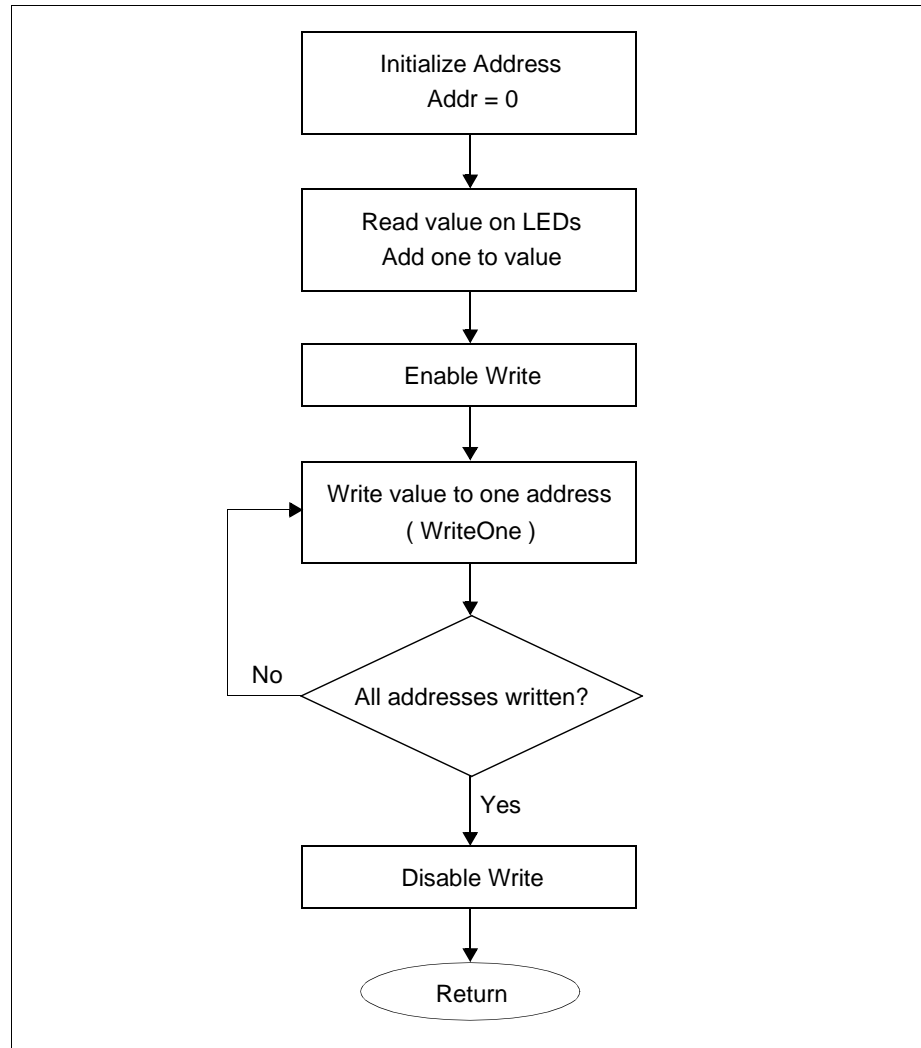 Initialize Address
Addr = 0
Read value on LEDs
Add one to value
Enable Write
Write value to one address
( WriteOne )
No
All addresses written?
Yes
Disable Write
Return